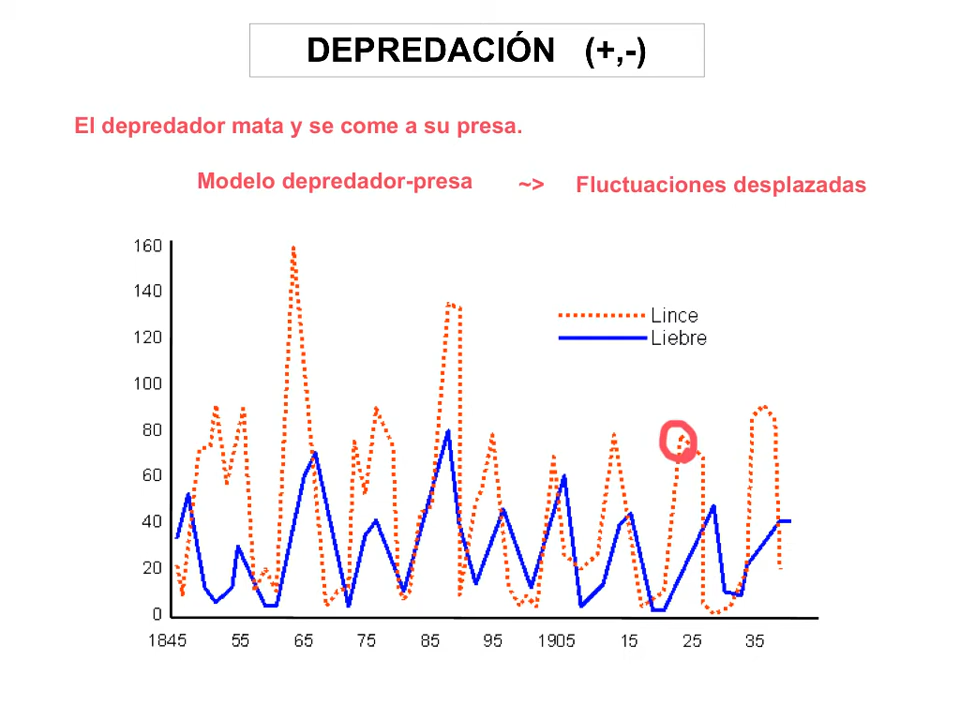 DEPREDACIÓN (+,-)
El depredador mata y se come a su presa.
Modelo depredador-presa ~> Fluctuaciones desplazadas
160
140
120
100
80
60
40
20
0
Lince
Liebre
1845 55 65 75 85 95 1905 15 25 35